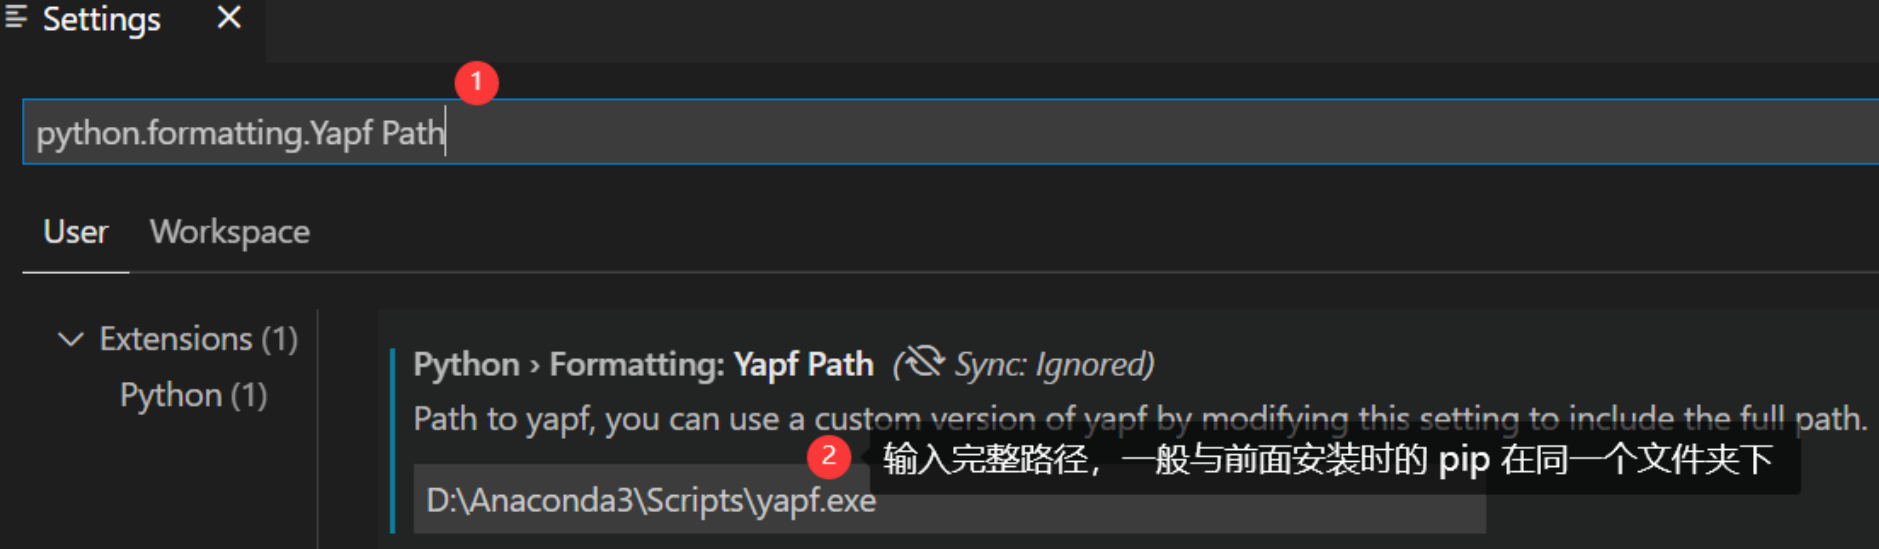 Settings
1
python.formatting.Yapf Path
User Workspace
Extensions (1)
Python (1)
Python › Formatting: Yapf Path (Sync: Ignored)
Path to yapf, you can use a custom version of yapf by modifying this setting to include the full path.
2 输入完整路径，一般与前面安装时的 pip 在同一个文件夹下
D:\Anaconda3\Scripts\yapf.exe